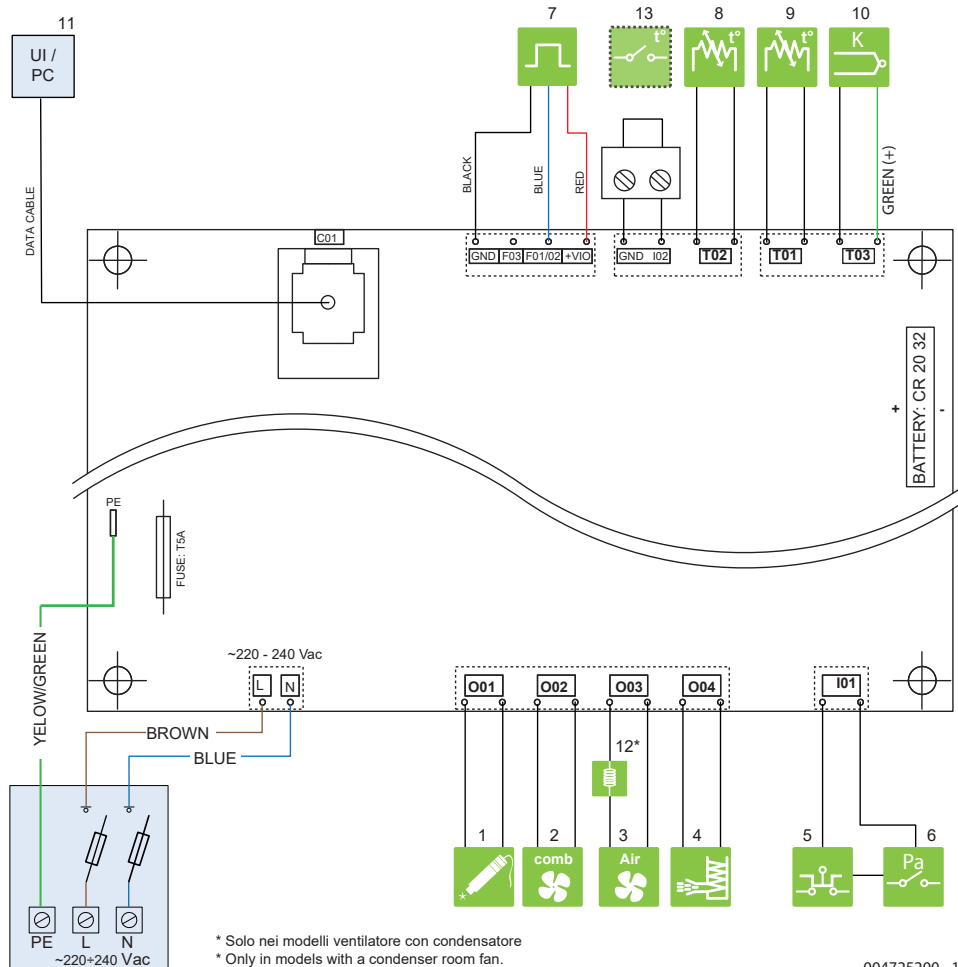 11
7
13
8
9
10
UI /
PC
t°
t°
t°
K
DATA CABLE
BLACK
BLUE
RED
GREEN (+)
C01
GND F03 F01/02 +VIO
GND I02
T02
T01
T03
BATTERY: CR 20 32
+
-
PE
FUSE: T5A
YELOW/GREEN
~220 - 240 Vac
L
N
O01
O02
O03
O04
I01
BROWN
BLUE
12*
1
2
3
4
5
6
comb
Air
Pa
PE
L
N
~220÷240 Vac
* Solo nei modelli ventilatore con condensatore
* Only in models with a condenser room fan.